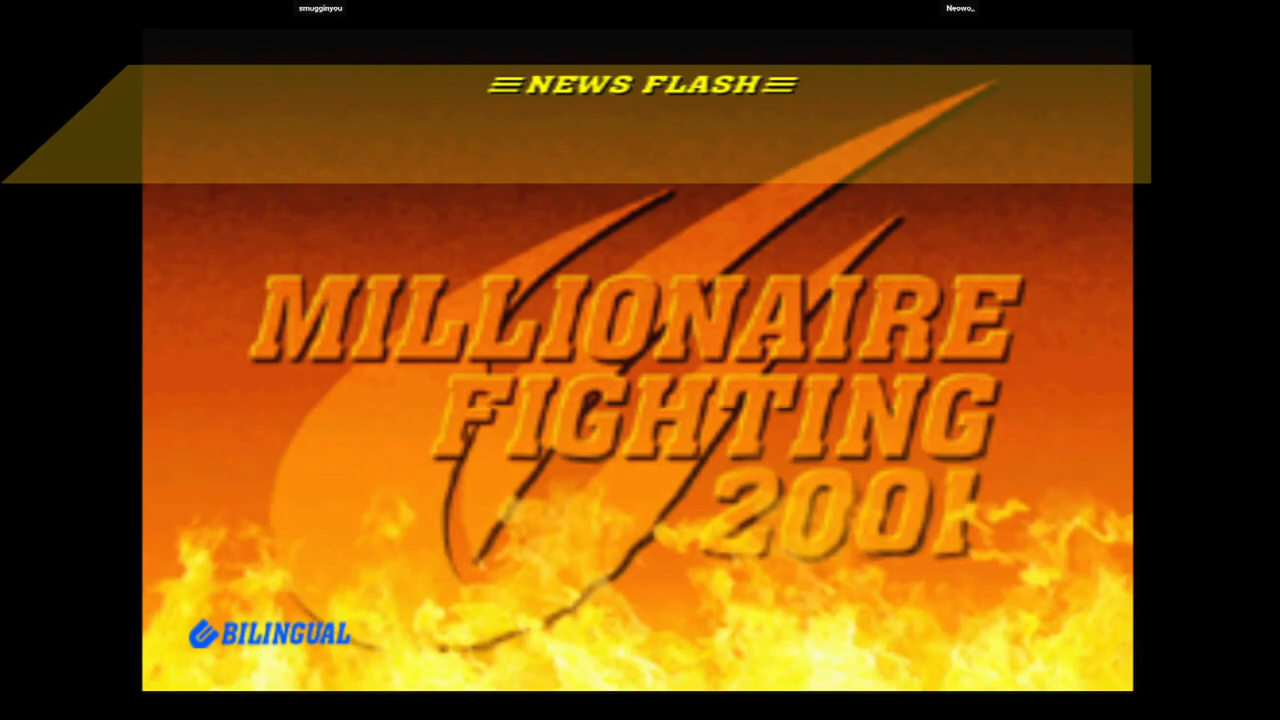 smugginyou
Neowo_
NEWS FLASH
MILLIONAIRE
FIGHTING
2001
BILINGUAL